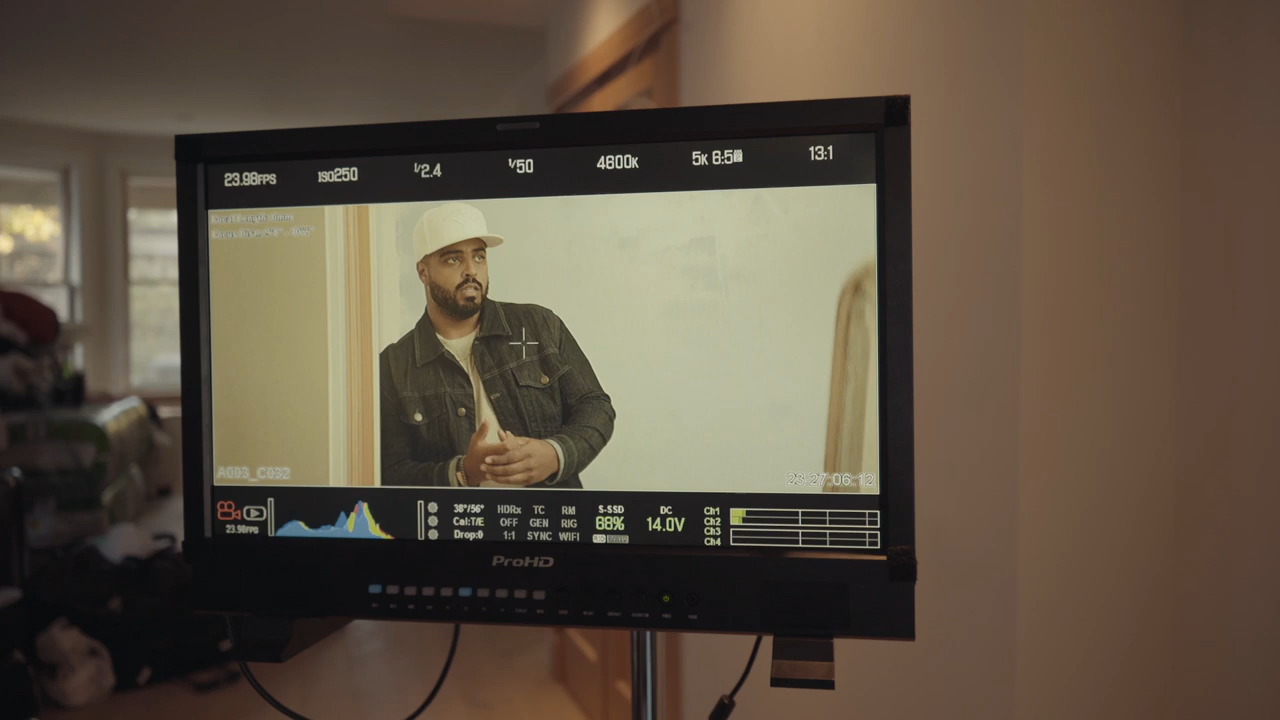 23.98FPS ISO250 1/2.4 1/50 4800K 5K 6:5 13:1
A003_C032 23:27:06:12
38°/56° HDRx TC RM S-SSD DC Ch1
Cal:T/E OFF GEN RIG 68% 14.0V Ch2
Drop:0 1:1 SYNC WIFI Ch3
23.98FPS Ch4
ProHD